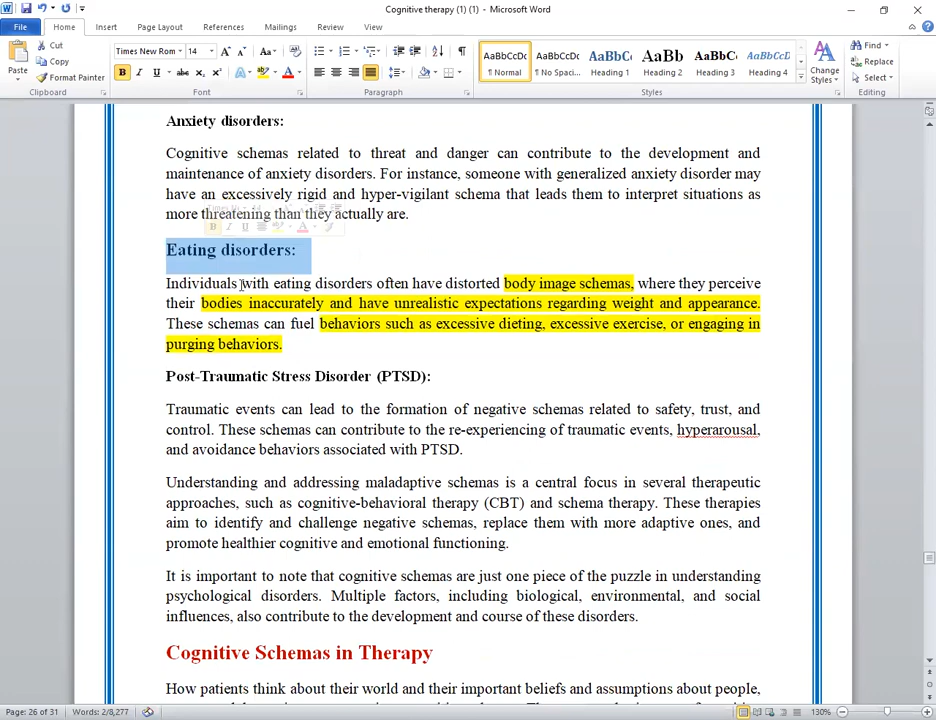 Cognitive therapy (1) (1) - Microsoft Word
File Home Insert Page Layout References Mailings Review View
Cut
Copy
Format Painter
Paste
Clipboard
Times New Rom 14
Font
Paragraph
AaBbCcDc AaBbCcDc AaBbCc AaBbCc AaBbCc AaBbCcDc
¶ Normal ¶ No Spaci... Heading 1 Heading 2 Heading 3 Heading 4
Styles
Change
Styles
Find
Replace
Select
Editing
Anxiety disorders:
Cognitive schemas related to threat and danger can contribute to the development and
maintenance of anxiety disorders. For instance, someone with generalized anxiety disorder may
have an excessively rigid and hyper-vigilant schema that leads them to interpret situations as
more threatening than they actually are.
Eating disorders:
Individuals with eating disorders often have distorted body image schemas, where they perceive
their bodies inaccurately and have unrealistic expectations regarding weight and appearance.
These schemas can fuel behaviors such as excessive dieting, excessive exercise, or engaging in
purging behaviors.
Post-Traumatic Stress Disorder (PTSD):
Traumatic events can lead to the formation of negative schemas related to safety, trust, and
control. These schemas can contribute to the re-experiencing of traumatic events, hyperarousal,
and avoidance behaviors associated with PTSD.
Understanding and addressing maladaptive schemas is a central focus in several therapeutic
approaches, such as cognitive-behavioral therapy (CBT) and schema therapy. These therapies
aim to identify and challenge negative schemas, replace them with more adaptive ones, and
promote healthier cognitive and emotional functioning.
It is important to note that cognitive schemas are just one piece of the puzzle in understanding
psychological disorders. Multiple factors, including biological, environmental, and social
influences, also contribute to the development and course of these disorders.
Cognitive Schemas in Therapy
How patients think about their world and their important beliefs and assumptions about people,
Page: 26 of 31 Words: 2/8,277 130%